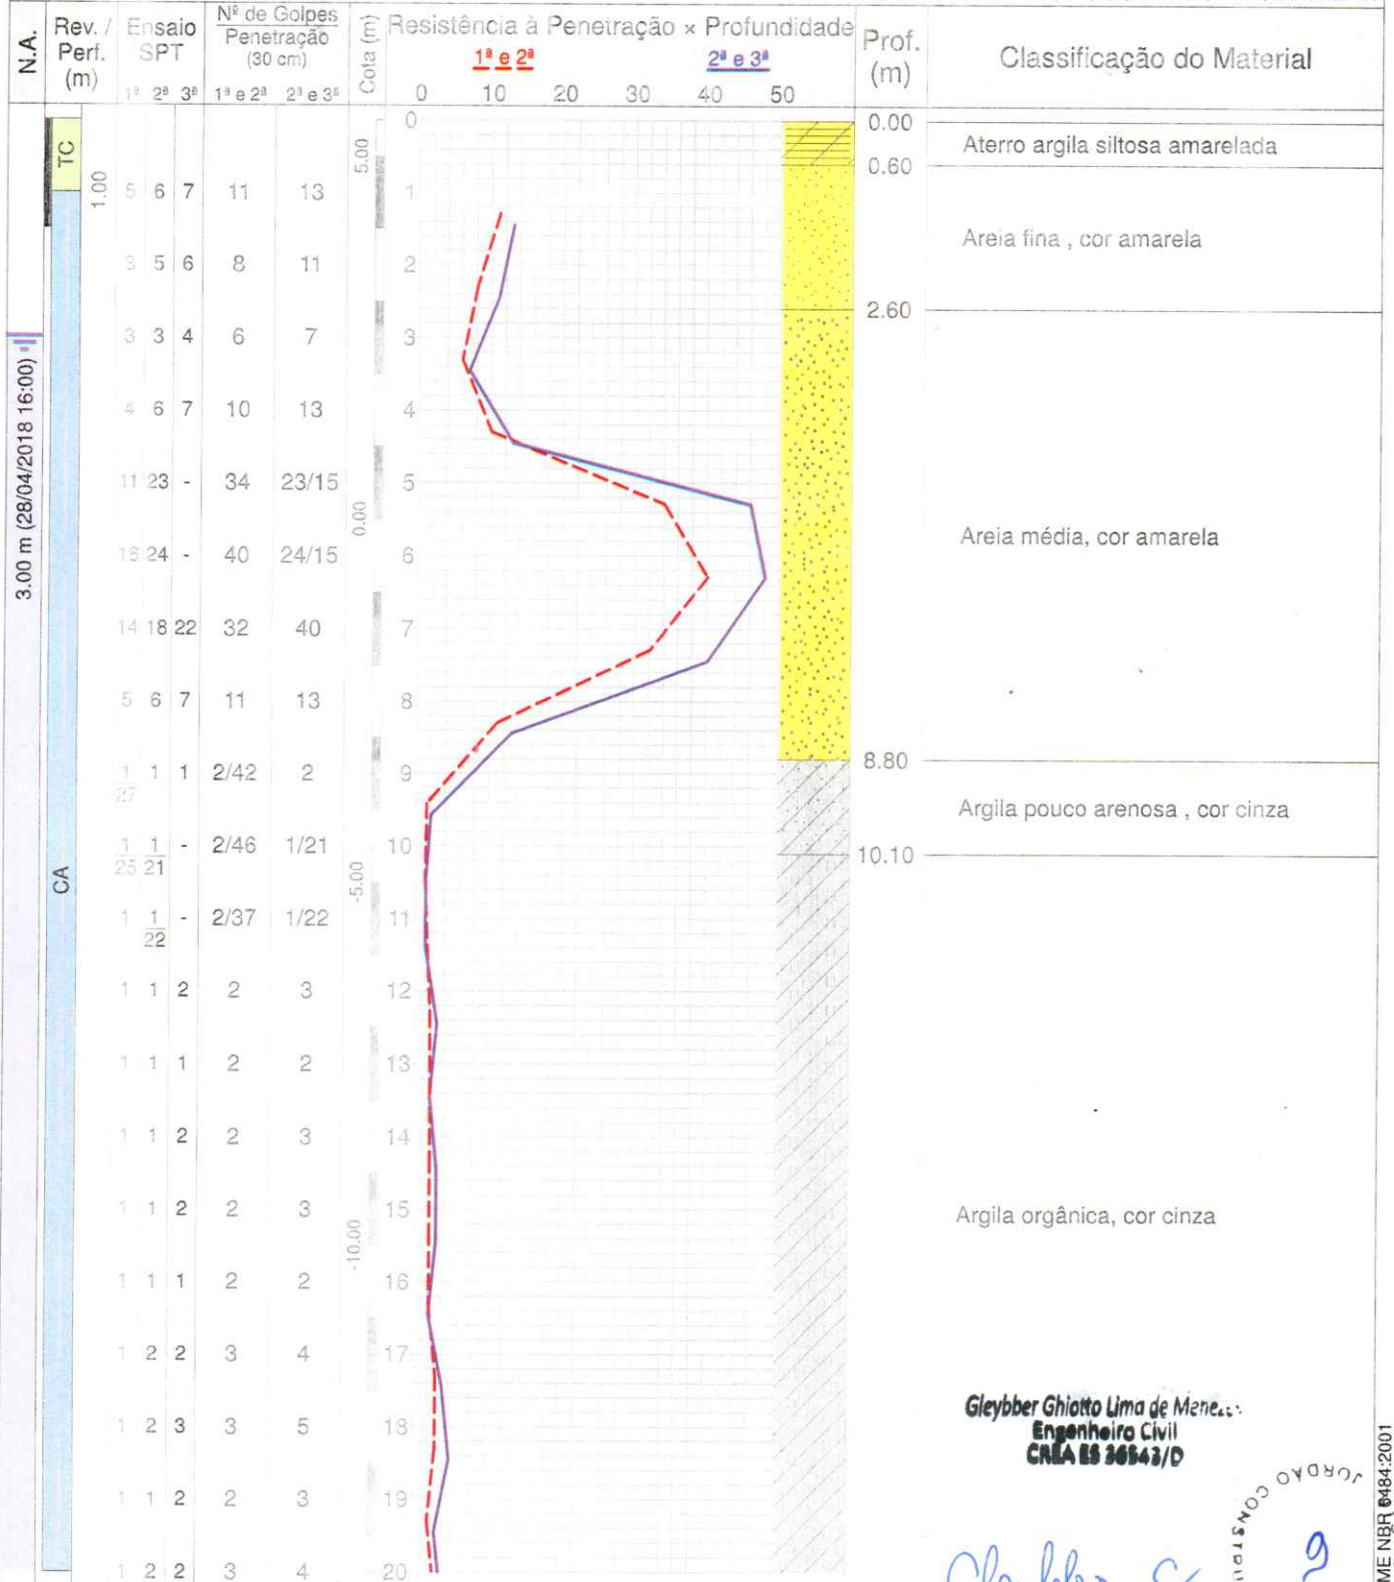 N.A.
Rev. / Perf. (m)
Ensaio SPT
1ª 2ª 3ª
Nº de Golpes
Penetração
(30 cm)
1ª e 2ª 2ª e 3ª
Cota (m)
Resistência à Penetração × Profundidade
1ª e 2ª 2ª e 3ª
0 10 20 30 40 50
Prof. (m)
Classificação do Material
3.00 m (28/04/2018 16:00)
TC
1.00
CA
5.00
0.00
-5.00
-10.00
0
5 6 7 11 13 1
3 5 6 8 11 2
3 3 4 6 7 3
4 6 7 10 13 4
11 23 - 34 23/15 5
16 24 - 40 24/15 6
14 18 22 32 40 7
5 6 7 11 13 8
1/27 1 1 2/42 2 9
1/25 1/21 - 2/46 1/21 10
1 1/22 - 2/37 1/22 11
1 1 2 2 3 12
1 1 1 2 2 13
1 1 2 2 3 14
1 1 2 2 3 15
1 1 1 2 2 16
1 2 2 3 4 17
1 2 3 3 5 18
1 1 2 2 3 19
1 2 2 3 4 20
0.00
Aterro argila siltosa amarelada
0.60
Areia fina , cor amarela
2.60
Areia média, cor amarela
8.80
Argila pouco arenosa , cor cinza
10.10
Argila orgânica, cor cinza
Gleybber Ghiotto Lima de
Engenheiro Civil
CREA ES 36543/D
JORDÃO
ME NBR 6484:2001